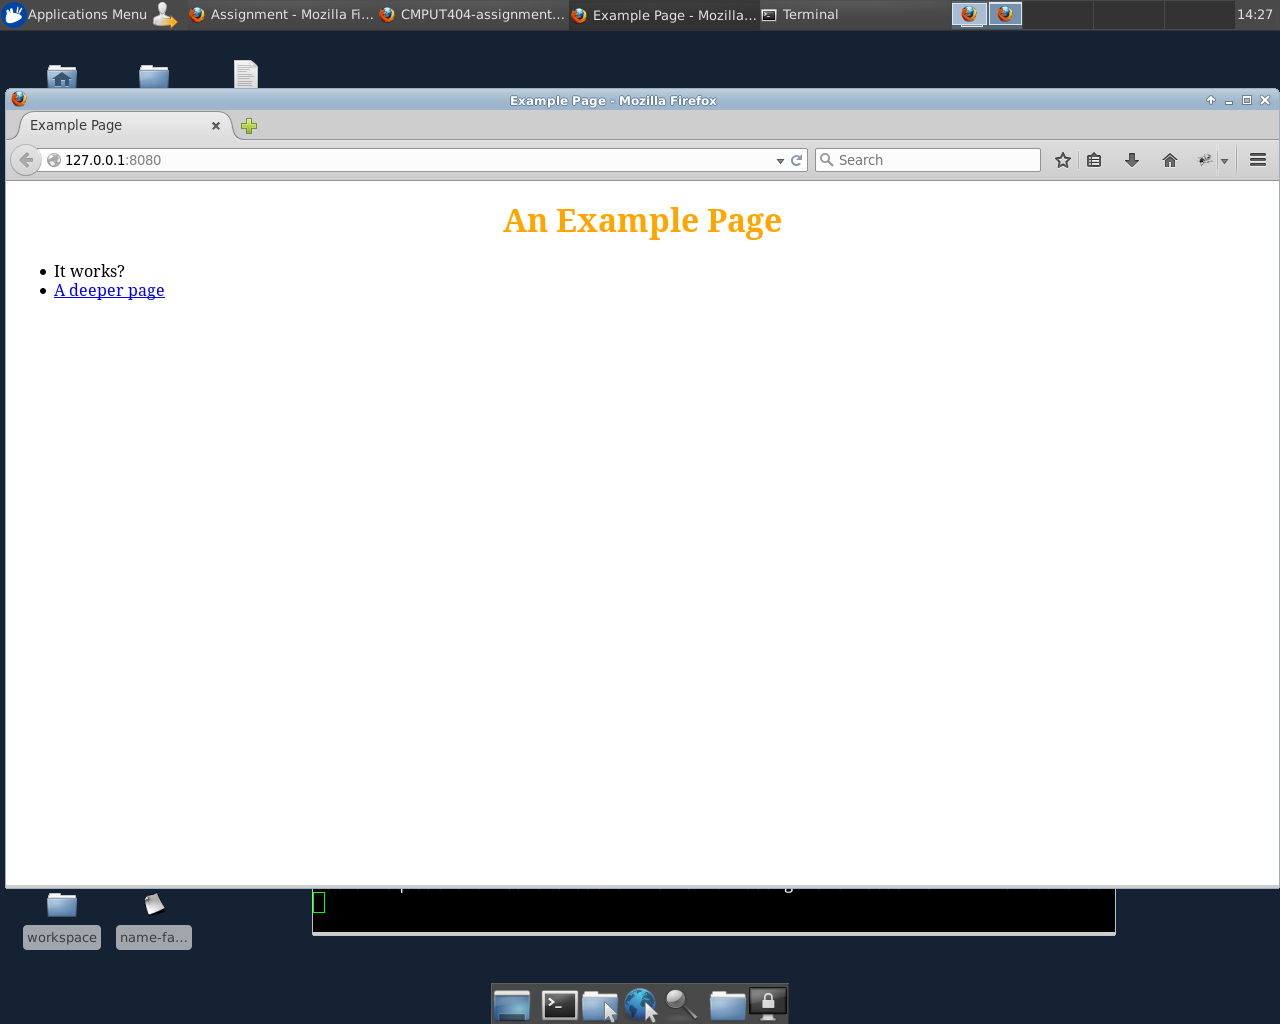 Applications Menu
Assignment - Mozilla Fi...
CMPUT404-assignment...
Example Page - Mozilla...
Terminal
14:27
Example Page - Mozilla Firefox
Example Page
127.0.0.1:8080
Search
An Example Page
It works?
A deeper page
workspace
name-fa...